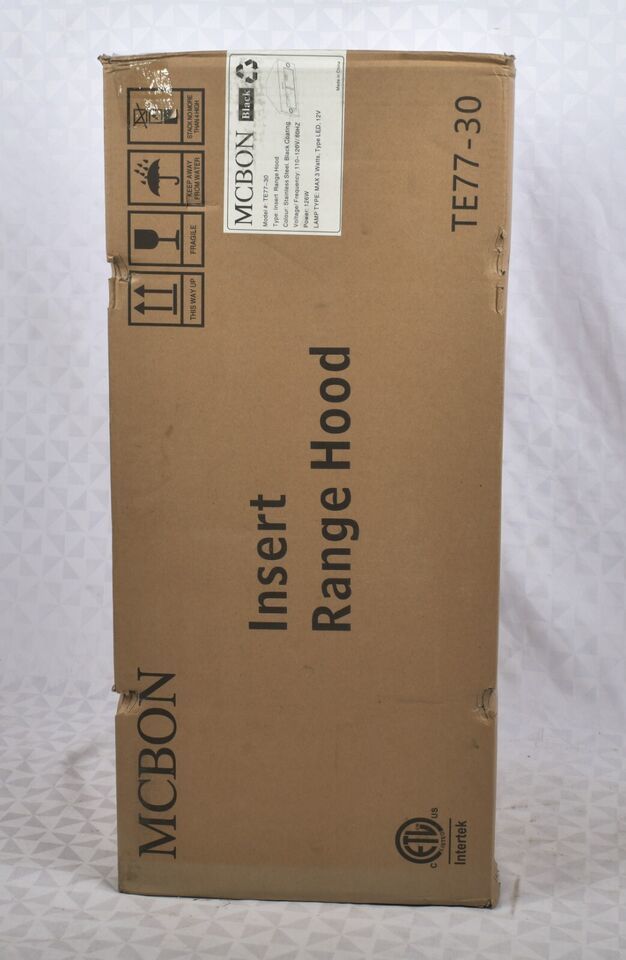 MCBON Black
Made in China
Model #: TE77-30
Type: Insert Range Hood
Colour: Stainless Steel, Black Coating
Voltage/ Frequency: 110-120V/ 60HZ
Power: 126W
LAMP TYPE: MAX 3 Watts, Type LED, 12V
THIS WAY UP
FRAGILE
KEEP AWAY
FROM WATER
STACK NO MORE
THAN 4 HIGH
TE77-30
Insert
Range Hood
MCBON
C ETL US
Intertek